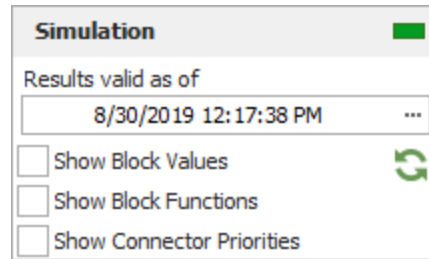 Simulation
Results valid as of
8/30/2019 12:17:38 PM ...
Show Block Values
Show Block Functions
Show Connector Priorities